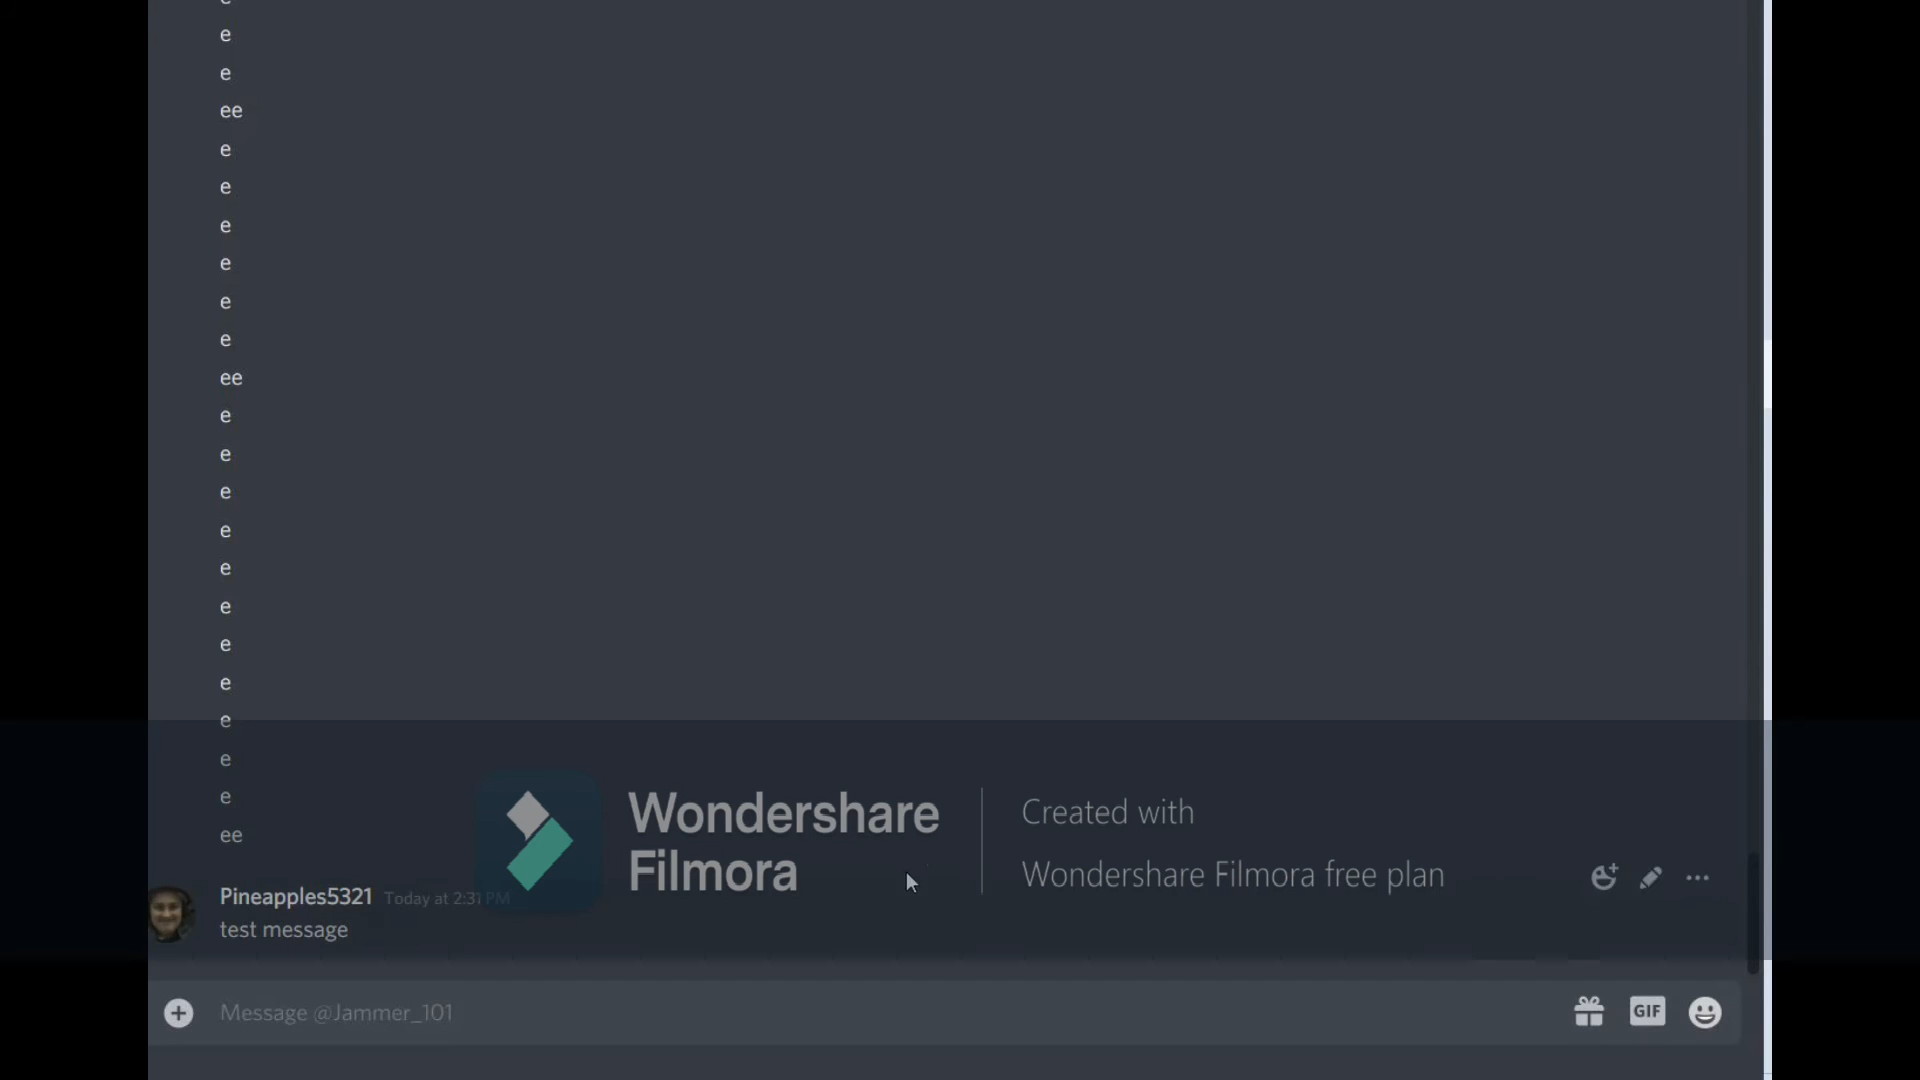 e
e
ee
e
e
e
e
e
e
ee
e
e
e
e
e
e
e
e
e
e
e
ee
Wondershare
Filmora
Created with
Wondershare Filmora free plan
Pineapples5321 Today at 2:31 PM
test message
Message @Jammer_101
GIF